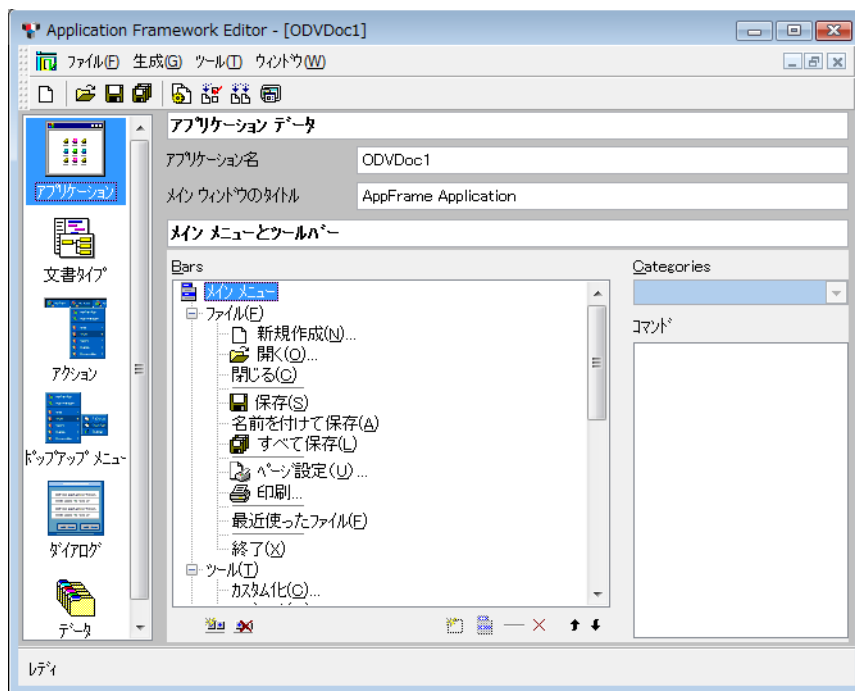 Application Framework Editor - [ODVDoc1]
ファイル(F) 生成(G) ツール(T) ウィンドウ(W)
アプリケーション
文書タイプ
アクション
ポップアップ メニュー
ダイアログ
データ
アプリケーション データ
アプリケーション名
ODVDoc1
メイン ウィンドウのタイトル
AppFrame Application
メイン メニューとツールバー
Bars
メイン メニュー
ファイル(F)
新規作成(N)...
開く(O)...
閉じる(C)
保存(S)
名前を付けて保存(A)
すべて保存(L)
ページ設定(U) ...
印刷...
最近使ったファイル(F)
終了(X)
ツール(T)
カスタム化(C)...
Categories
コマンド
レディ